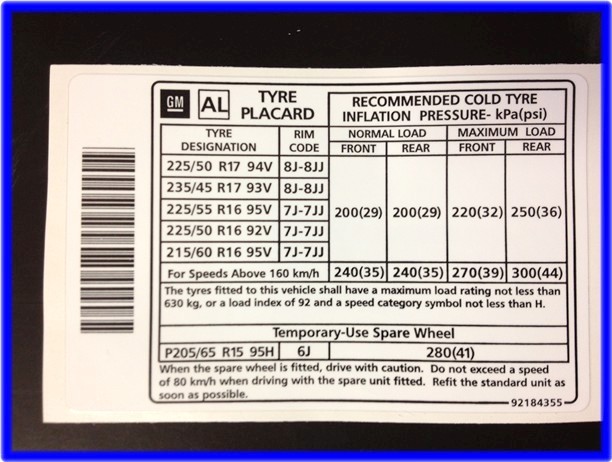 GM AL TYRE PLACARD RECOMMENDED COLD TYRE INFLATION PRESSURE- kPa(psi)
TYRE DESIGNATION RIM CODE NORMAL LOAD MAXIMUM LOAD
FRONT REAR FRONT REAR
225/50 R17 94V 8J-8JJ
235/45 R17 93V 8J-8JJ
225/55 R16 95V 7J-7JJ 200(29) 200(29) 220(32) 250(36)
225/50 R16 92V 7J-7JJ
215/60 R16 95V 7J-7JJ
For Speeds Above 160 km/h 240(35) 240(35) 270(39) 300(44)
The tyres fitted to this vehicle shall have a maximum load rating not less than
630 kg, or a load index of 92 and a speed category symbol not less than H.
Temporary-Use Spare Wheel
P205/65 R15 95H 6J 280(41)
When the spare wheel is fitted, drive with caution. Do not exceed a speed
of 80 km/h when driving with the spare unit fitted. Refit the standard unit as
soon as possible.
92184355